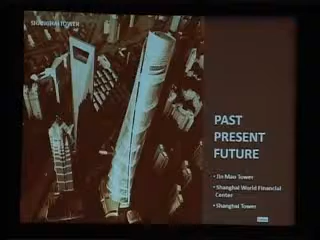 SHANGHAI TOWER
PAST
PRESENT
FUTURE
• Jin Mao Tower
• Shanghai World Financial
Center
• Shanghai Tower